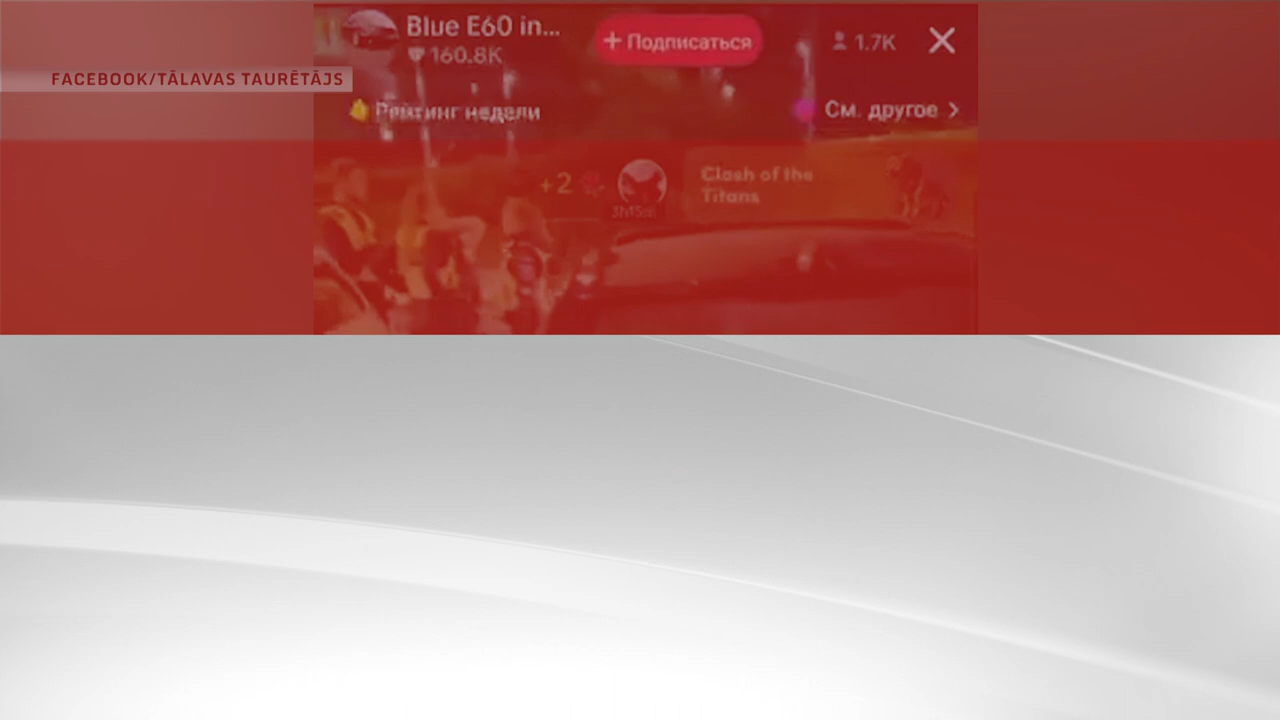 Blue E60 in...
160.8K
+ Подписаться
1.7K
FACEBOOK/TĀLAVAS TAURĒTĀJS
Рейтинг недели
См. другое >
+2
Clash of the
Titans